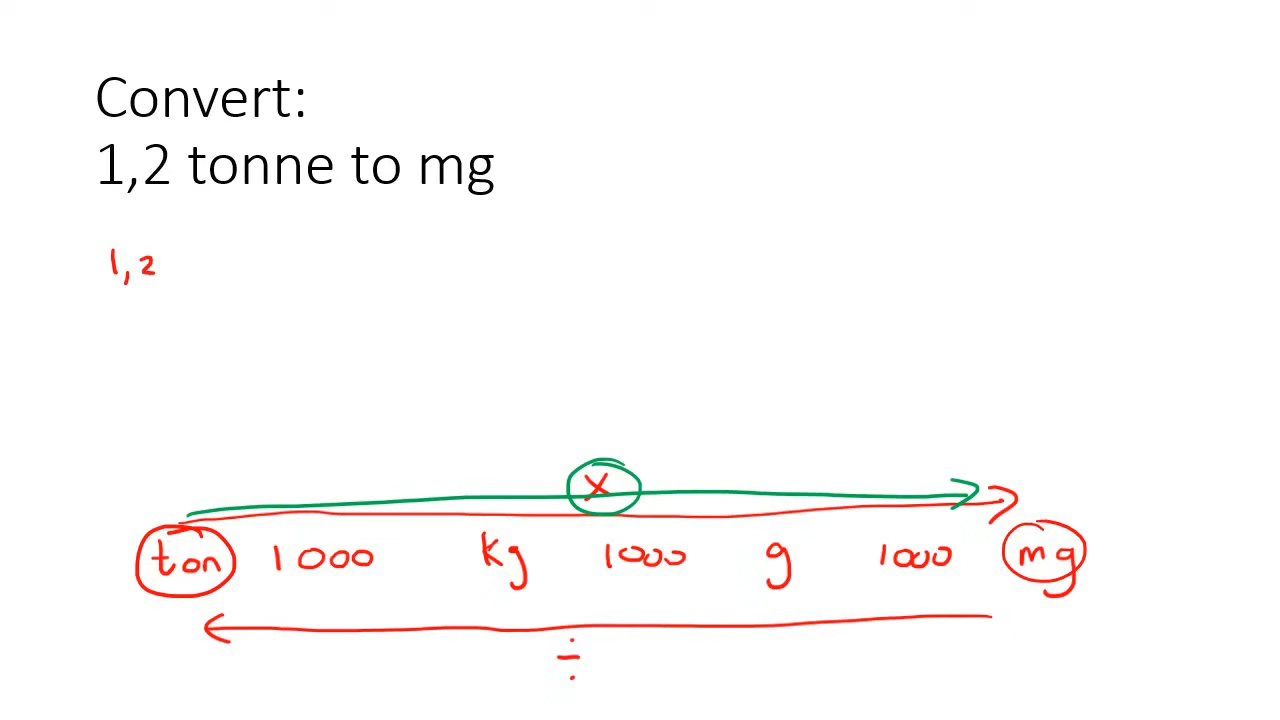 Convert:
1,2 tonne to mg
1,2
x
ton 1000 kg 1000 g 1000 mg
÷